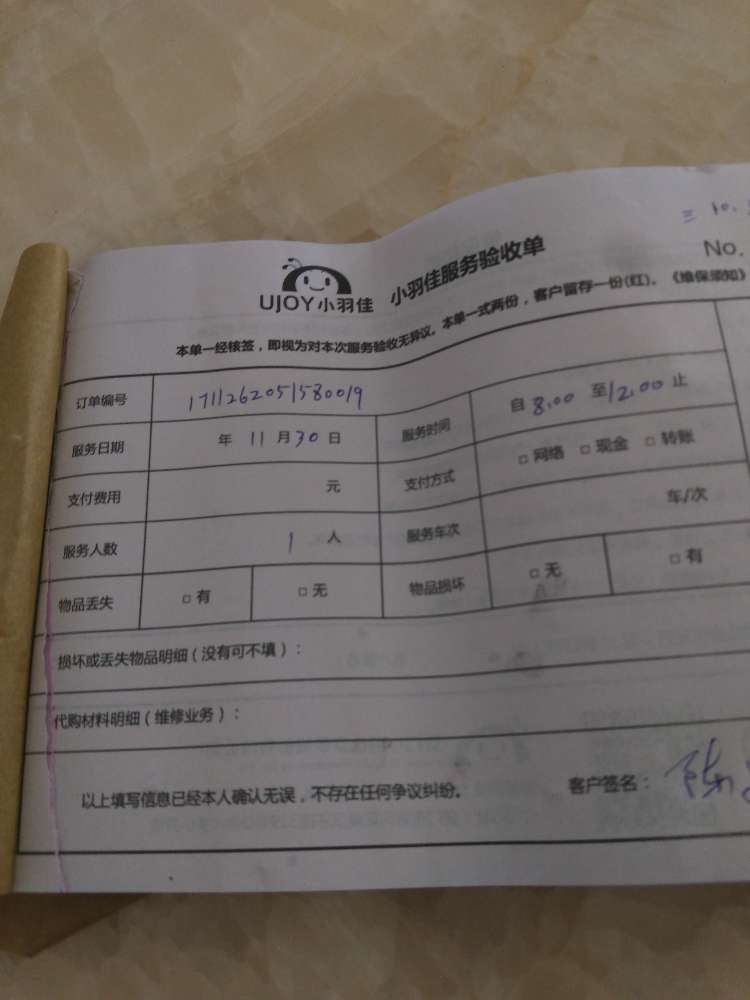 No.
UJOY小羽佳 小羽佳服务验收单
本单一经核签，即视为对本次服务验收无异议。本单一式两份，客户留存一份(红)。《维保须知》
订单编号 1711262051580019
服务日期 年 11 月 30 日 服务时间 自 8.00 至 12.00 止
支付费用 元 支付方式 □ 网络 □ 现金 □ 转账
服务人数 1 人 服务车次 车/次
物品丢失 □ 有 □ 无 物品损坏 □ 无 □ 有
损坏或丢失物品明细（没有可不填）：
代购材料明细（维修业务）：
以上填写信息已经本人确认无误，不存在任何争议纠纷。 客户签名： 陈